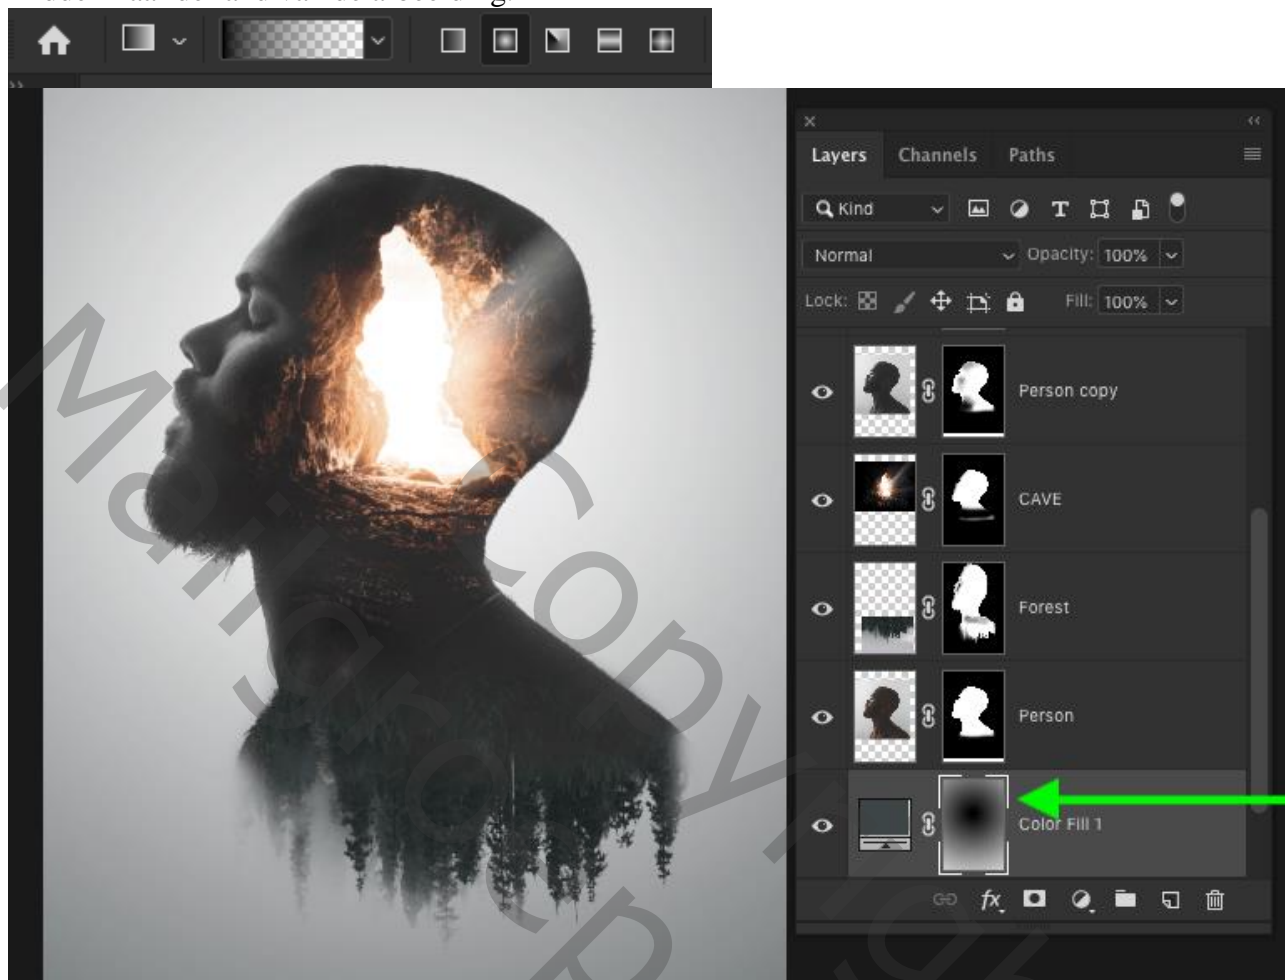 Layers Channels Paths
Kind
Normal Opacity: 100%
Lock: Fill: 100%
Person copy
CAVE
Forest
Person
Color Fill 1
fx
Copyright